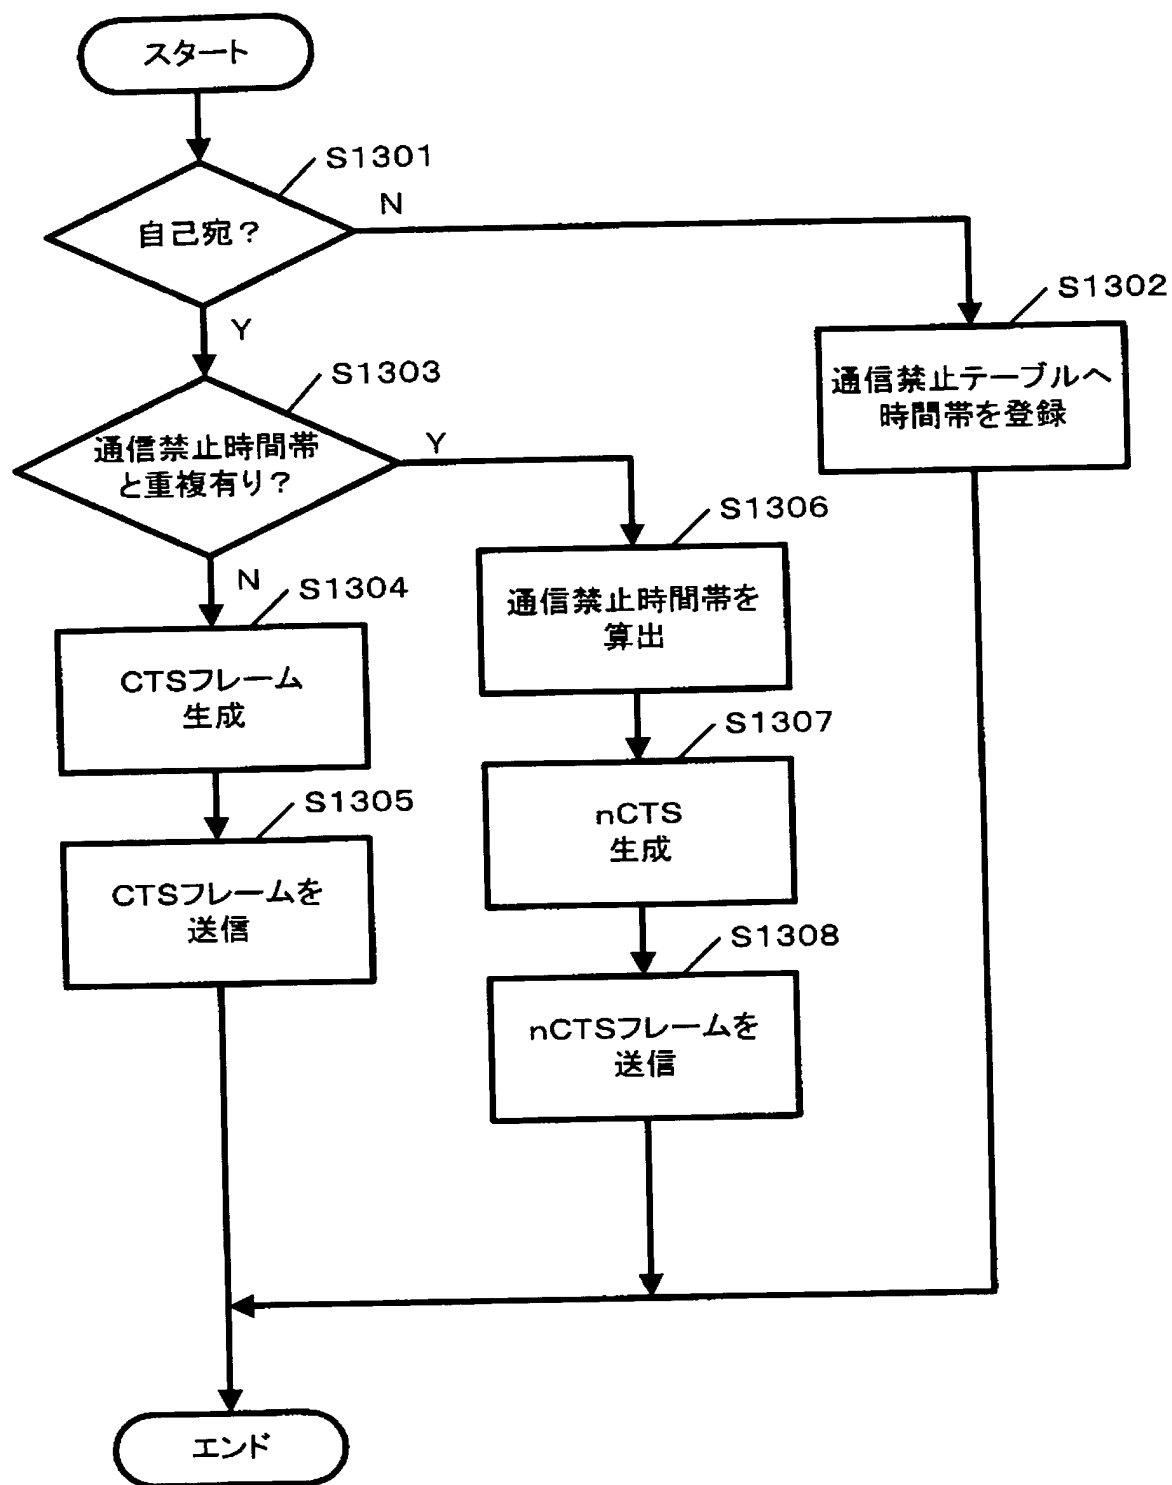 スタート
S1301
自己宛?
N
Y
S1302
通信禁止テーブルへ
時間帯を登録
S1303
通信禁止時間帯
と重複有り?
Y
N
S1304
CTSフレーム
生成
S1305
CTSフレームを
送信
S1306
通信禁止時間帯を
算出
S1307
nCTS
生成
S1308
nCTSフレームを
送信
エンド